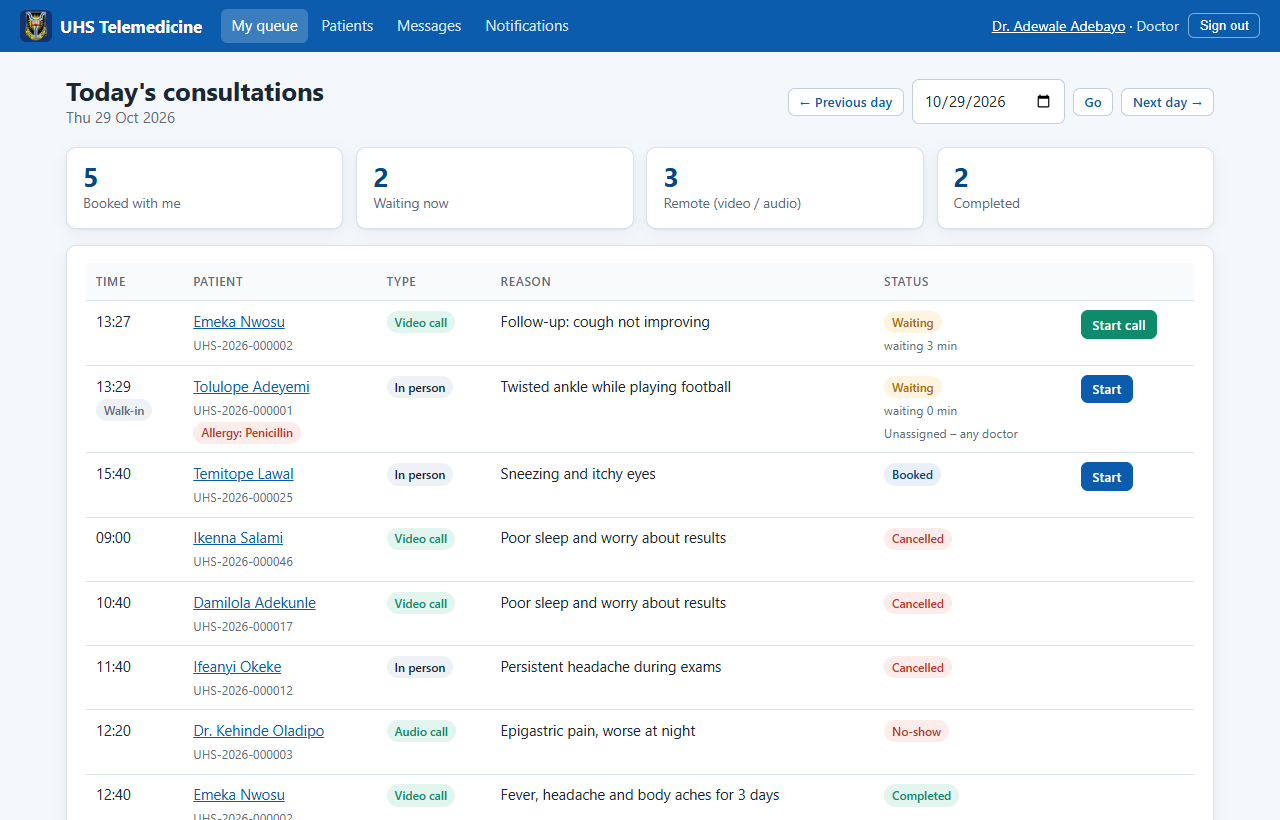 UHS Telemedicine My queue Patients Messages Notifications Dr. Adewale Adebayo · Doctor Sign out
Today's consultations
Thu 29 Oct 2026
← Previous day 10/29/2026 Go Next day →
5 2 3 2
Booked with me Waiting now Remote (video / audio) Completed
TIME PATIENT TYPE REASON STATUS
13:27 Emeka Nwosu Video call Follow-up: cough not improving Waiting Start call
UHS-2026-000002 waiting 3 min
13:29 Tolulope Adeyemi In person Twisted ankle while playing football Waiting Start
Walk-in UHS-2026-000001 waiting 0 min
Allergy: Penicillin Unassigned – any doctor
15:40 Temitope Lawal In person Sneezing and itchy eyes Booked Start
UHS-2026-000025
09:00 Ikenna Salami Video call Poor sleep and worry about results Cancelled
UHS-2026-000046
10:40 Damilola Adekunle Video call Poor sleep and worry about results Cancelled
UHS-2026-000017
11:40 Ifeanyi Okeke In person Persistent headache during exams Cancelled
UHS-2026-000012
12:20 Dr. Kehinde Oladipo Audio call Epigastric pain, worse at night No-show
UHS-2026-000003
12:40 Emeka Nwosu Video call Fever, headache and body aches for 3 days Completed
UHS-2026-000002